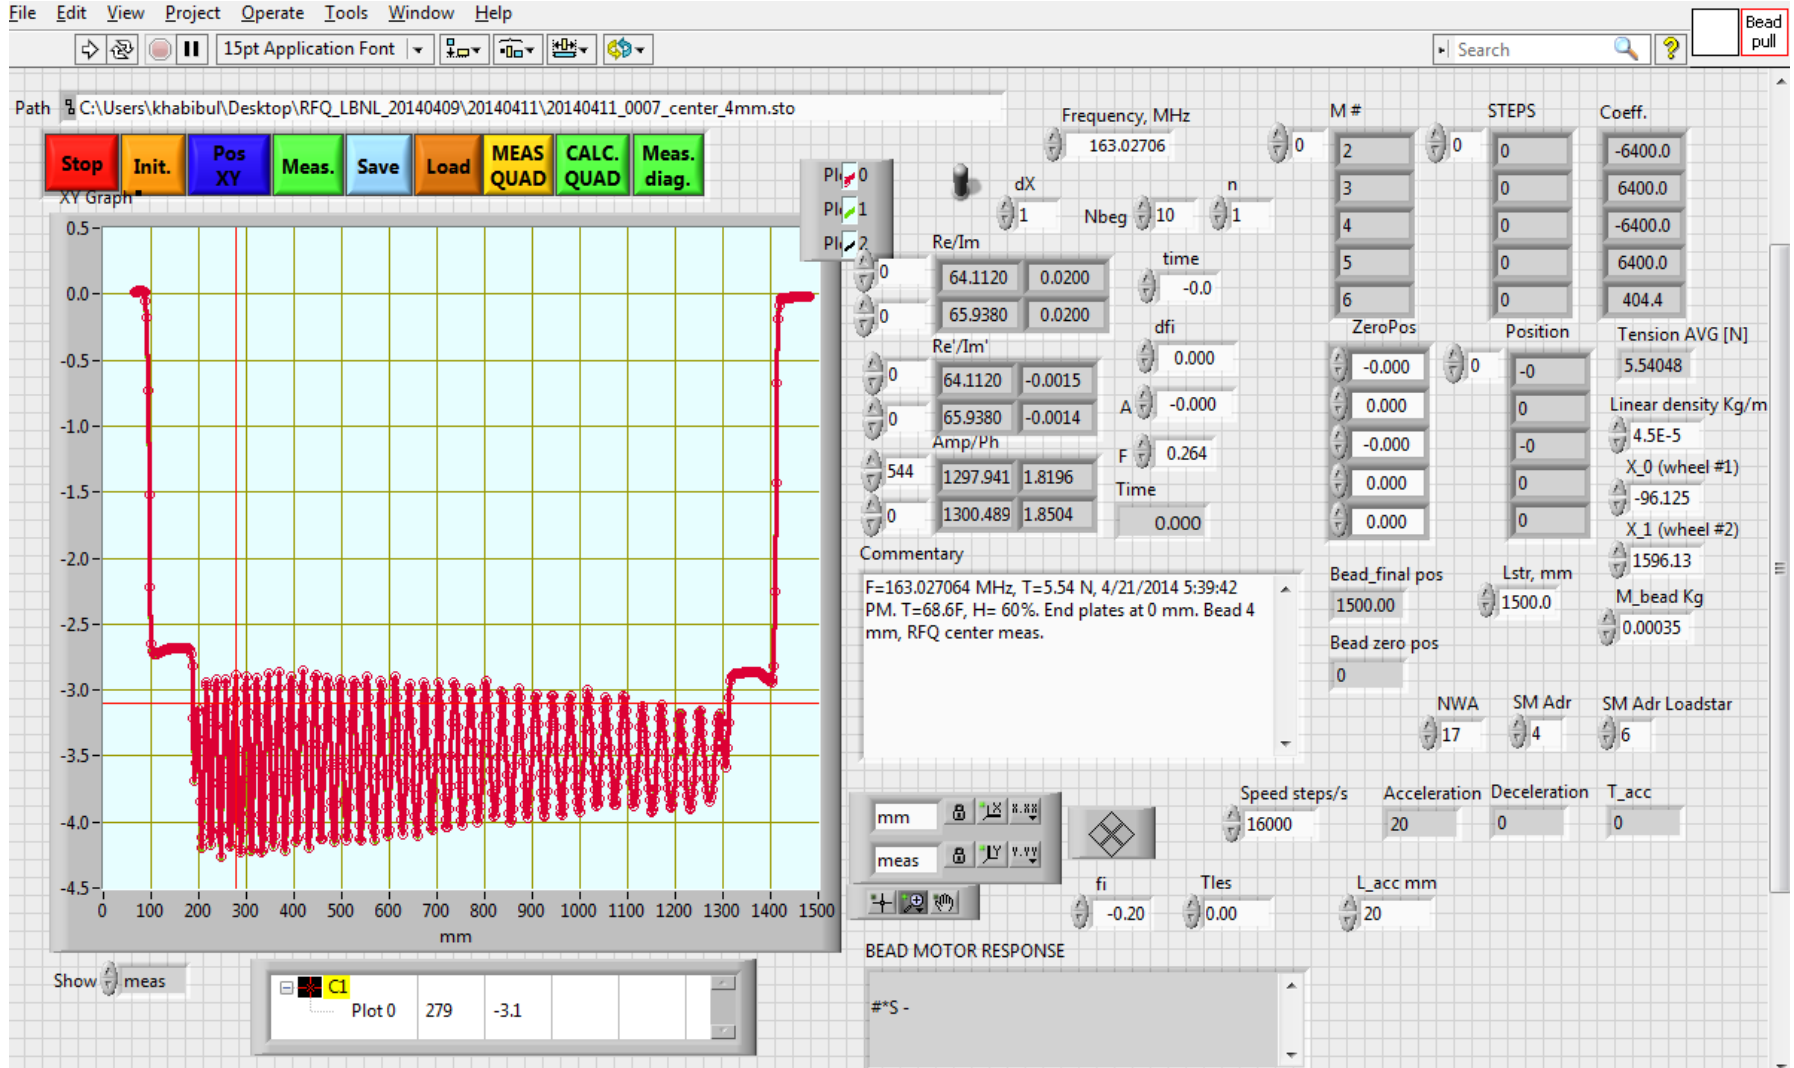 File Edit View Project Operate Tools Window Help
Bead pull
15pt Application Font
Search
Path C:\Users\khabibul\Desktop\RFQ_LBNL_20140409\20140411\20140411_0007_center_4mm.sto
Stop Init. Pos XY Meas. Save Load MEAS QUAD CALC. QUAD Meas. diag.
XY Graph
0.5
0.0
-0.5
-1.0
-1.5
-2.0
-2.5
-3.0
-3.5
-4.0
-4.5
0 100 200 300 400 500 600 700 800 900 1000 1100 1200 1300 1400 1500
mm
Show meas
C1
Plot 0 279 -3.1
0
1
2
Frequency, MHz
163.02706
dX
1
Nbeg 10
n
1
Re/Im
0 64.1120 0.0200
0 65.9380 0.0200
time
-0.0
dfi
0.000
Re'/Im'
0 64.1120 -0.0015
0 65.9380 -0.0014
A -0.000
F 0.264
Amp/Ph
544 1297.941 1.8196
0 1300.489 1.8504
Time
0.000
Commentary
F=163.027064 MHz, T=5.54 N, 4/21/2014 5:39:42
PM. T=68.6F, H= 60%. End plates at 0 mm. Bead 4
mm, RFQ center meas.
mm
meas
X X.XX
Y Y.YY
fi
-0.20
Tles
0.00
L_acc mm
20
BEAD MOTOR RESPONSE
#*S -
M # STEPS Coeff.
0 2 0 0 -6400.0
3 0 6400.0
4 0 -6400.0
5 0 6400.0
6 0 404.4
ZeroPos Position
-0.000 0 -0
0.000 0
-0.000 -0
0.000 0
0.000 0
Tension AVG [N]
5.54048
Linear density Kg/m
4.5E-5
X_0 (wheel #1)
-96.125
X_1 (wheel #2)
1596.13
M_bead Kg
0.00035
Bead_final pos
1500.00
Lstr, mm
1500.0
Bead zero pos
0
NWA SM Adr SM Adr Loadstar
17 4 6
Speed steps/s Acceleration Deceleration T_acc
16000 20 0 0